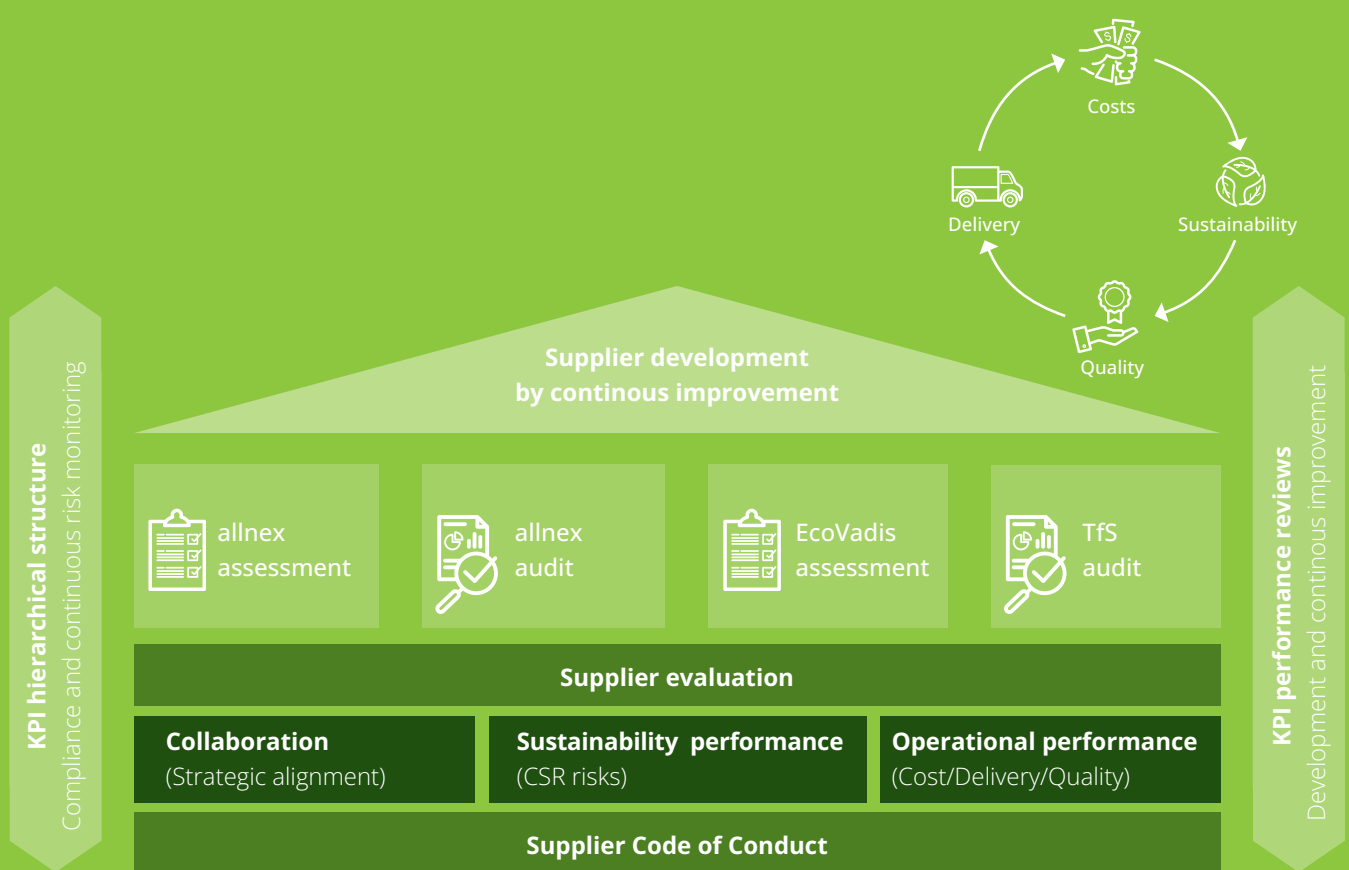 Costs
Delivery
Sustainability
Quality
Supplier development
by continous improvement
KPI hierarchical structure
Compliance and continuous risk monitoring
allnex
assessment
allnex
audit
EcoVadis
assessment
TfS
audit
KPI performance reviews
Development and continous improvement
Supplier evaluation
Collaboration
(Strategic alignment)
Sustainability performance
(CSR risks)
Operational performance
(Cost/Delivery/Quality)
Supplier Code of Conduct